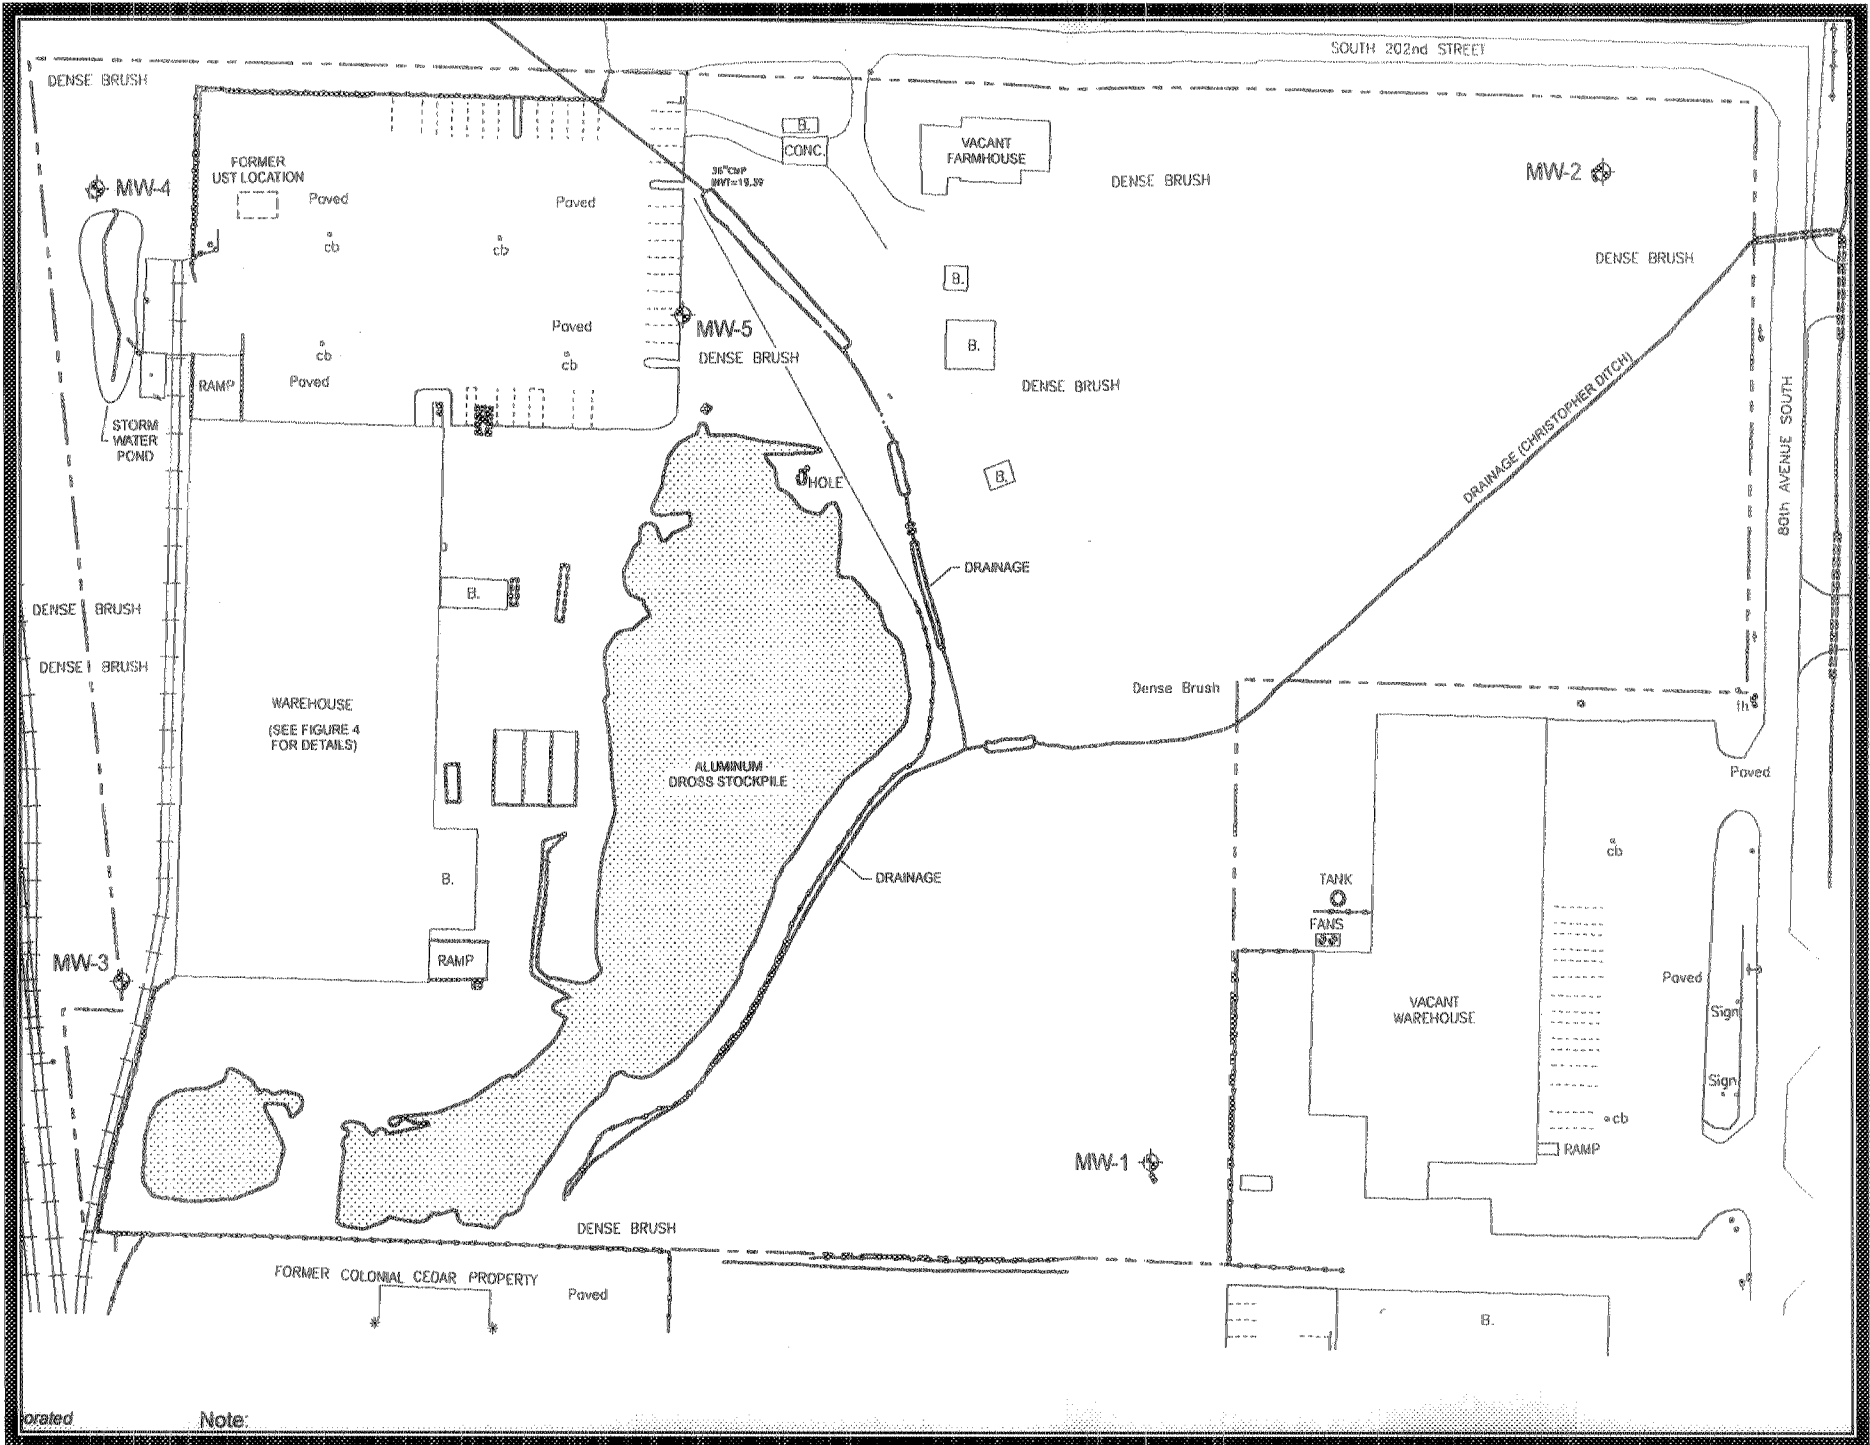 SOUTH 202nd STREET
DENSE BRUSH
B.
CONC.
VACANT
FARMHOUSE
FORMER
UST LOCATION
36"CMP
MW-4
Paved
Paved
DENSE BRUSH
MW-2
cb
cb
DENSE BRUSH
B.
MW-5
Paved
B.
DENSE BRUSH
cb
cb
RAMP
Paved
DENSE BRUSH
DRAINAGE (CHRISTOPHER DITCH)
80th AVENUE SOUTH
STORM
WATER
POND
HOLE
B.
DRAINAGE
B.
DENSE BRUSH
DENSE BRUSH
Dense Brush
WAREHOUSE
(SEE FIGURE 4
FOR DETAILS)
fh
ALUMINUM
DROSS STOCKPILE
Paved
cb
B.
DRAINAGE
TANK
FANS
MW-3
RAMP
Paved
VACANT
WAREHOUSE
Sign
Sign
cb
RAMP
MW-1
DENSE BRUSH
FORMER COLONIAL CEDAR PROPERTY
Paved
B.
orated
Note: